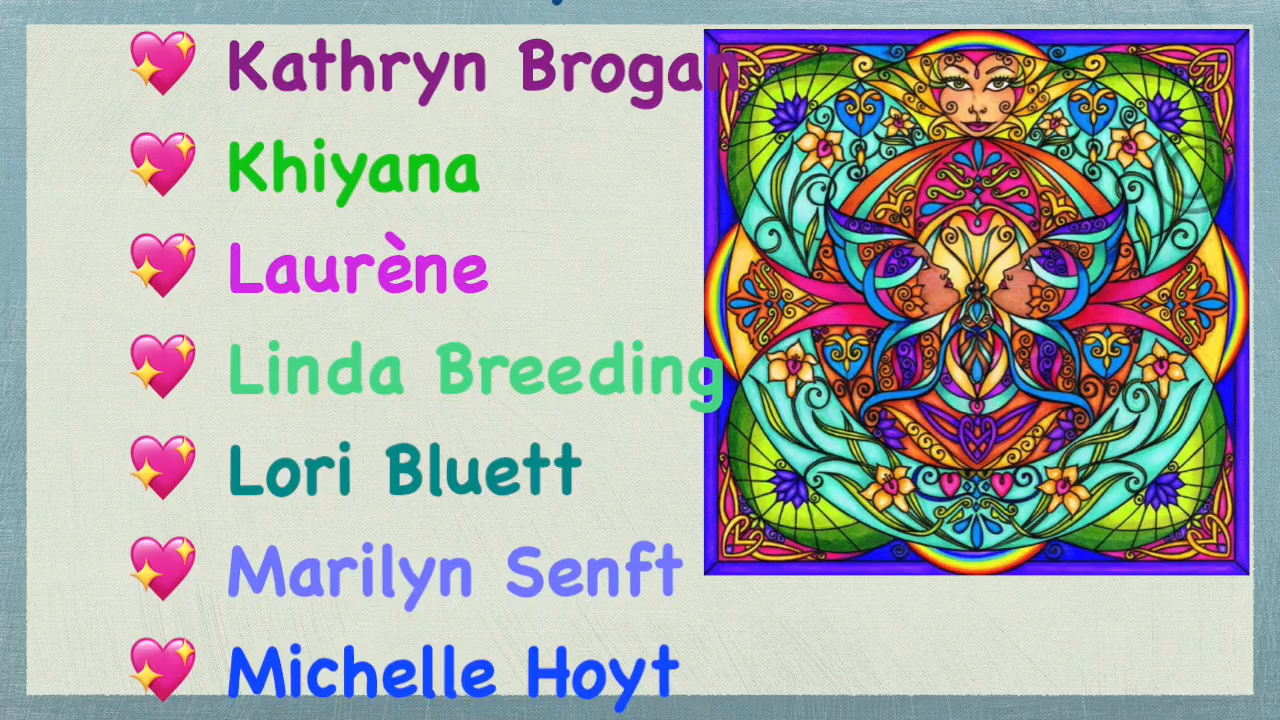 💖 Kathryn Brogan
💖 Khiyana
💖 Laurène
💖 Linda Breeding
💖 Lori Bluett
💖 Marilyn Senft
💖 Michelle Hoyt